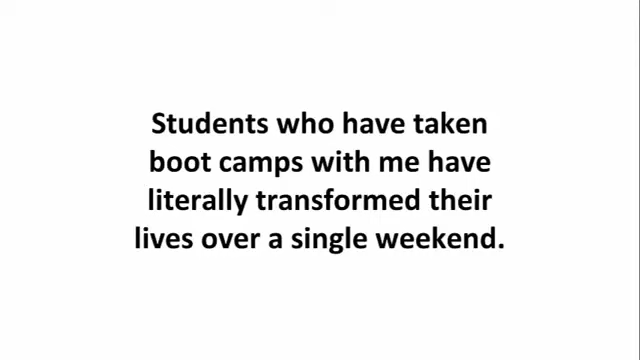 Students who have taken
boot camps with me have
literally transformed their
lives over a single weekend.